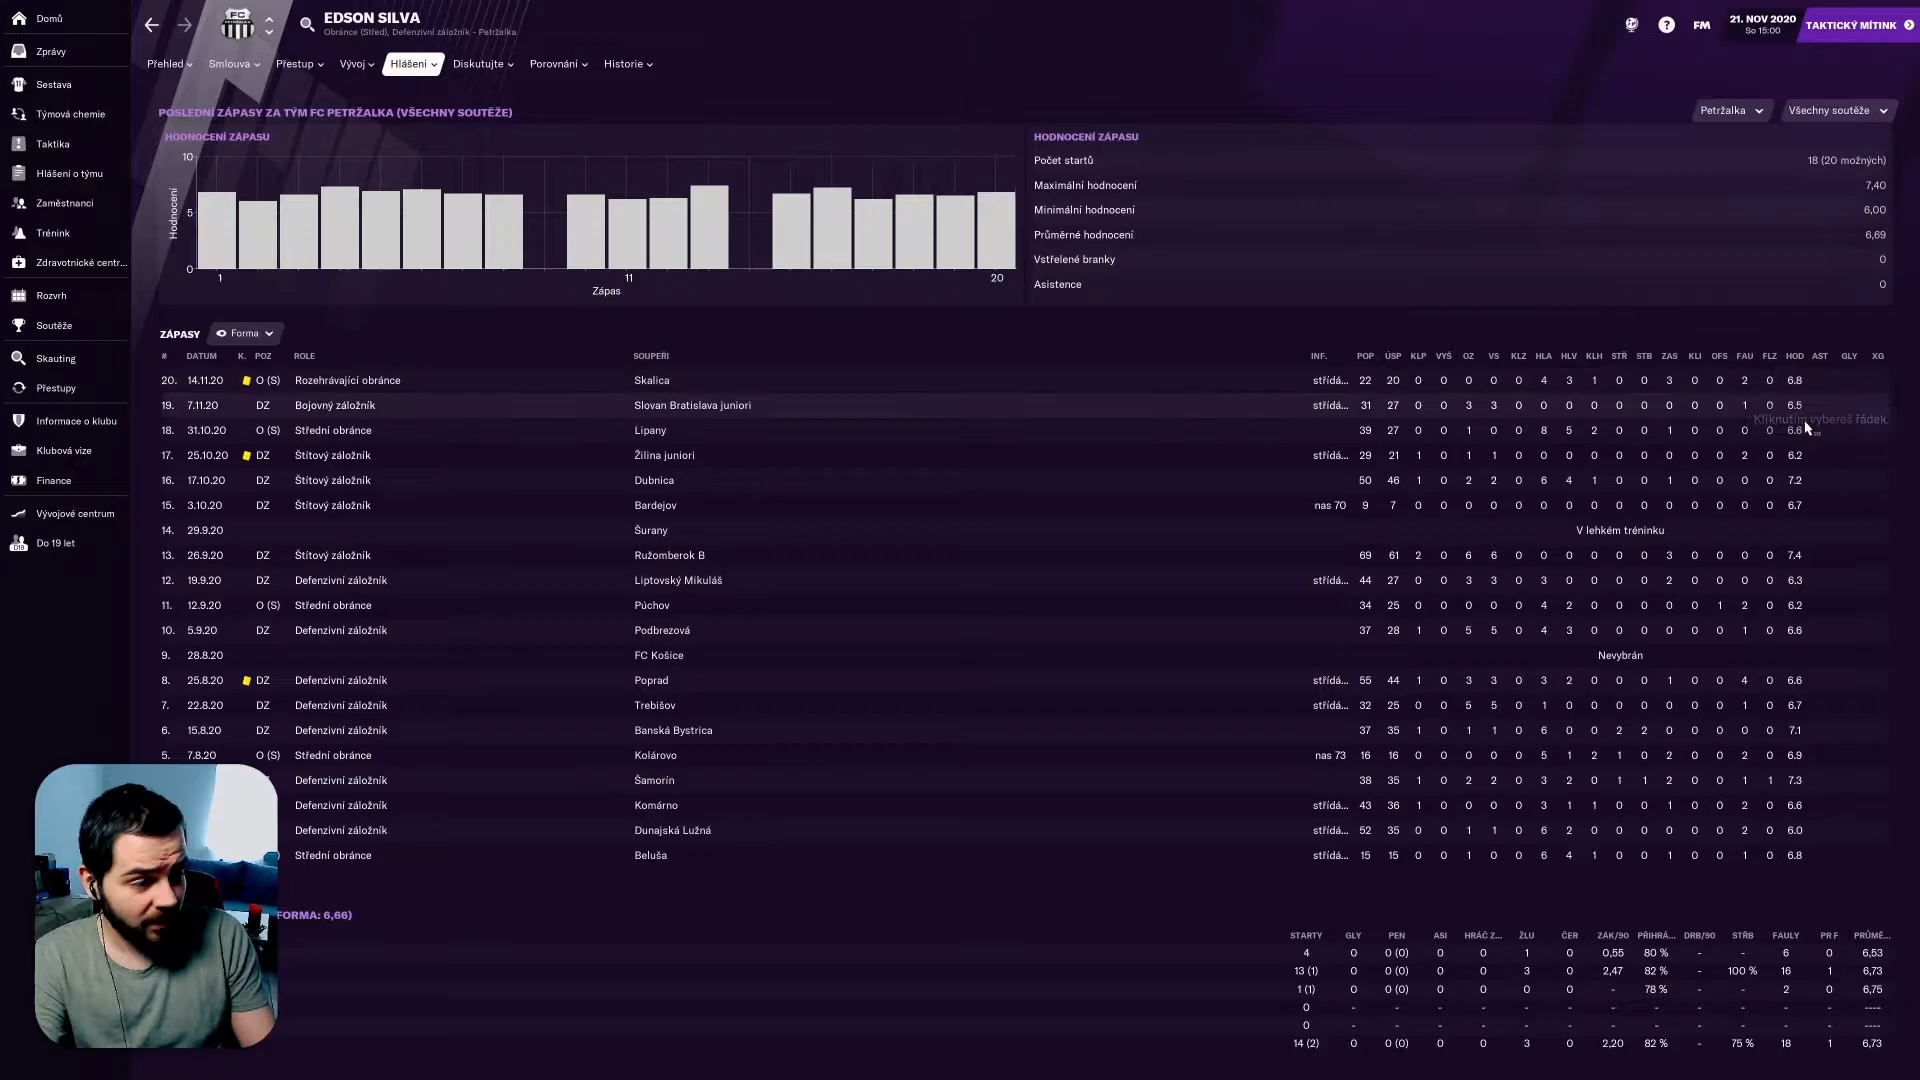 Domů
Zprávy
Sestava
Týmová chemie
Taktika
Hlášení o týmu
Zaměstnanci
Trénink
Zdravotnické centr...
Rozvrh
Soutěže
Skauting
Přestupy
Informace o klubu
Klubová vize
Finance
Vývojové centrum
Do 19 let
EDSON SILVA
Obránce (Střed), Defenzivní záložník - Petržalka
FM
21. NOV 2020
So 15:00
TAKTICKÝ MÍTINK
Přehled Smlouva Přestup Vývoj Hlášení Diskutujte Porovnání Historie
POSLEDNÍ ZÁPASY ZA TÝM FC PETRŽALKA (VŠECHNY SOUTĚŽE)
Petržalka Všechny soutěže
HODNOCENÍ ZÁPASU
10
5
0
Hodnocení
1 11 20
Zápas
HODNOCENÍ ZÁPASU
Počet startů 18 (20 možných)
Maximální hodnocení 7,40
Minimální hodnocení 6,00
Průměrné hodnocení 6,69
Vstřelené branky 0
Asistence 0
ZÁPASY Forma
# DATUM K. POZ ROLE SOUPEŘI INF. POP ÚSP KLP VYŠ OZ VS KLZ HLA HLV KLH STŘ STB ZAS KLI OFS FAU FLZ HOD AST GLY XG
20. 14.11.20 O (S) Rozehrávající obránce Skalica střídá... 22 20 0 0 0 0 0 4 3 1 0 0 3 0 0 2 0 6.8
19. 7.11.20 DZ Bojovný záložník Slovan Bratislava juniori střídá... 31 27 0 0 3 3 0 0 0 0 0 0 0 0 0 1 0 6.5
Kliknutím vybereš řádek.
18. 31.10.20 O (S) Střední obránce Lipany 39 27 0 0 1 0 0 8 5 2 0 0 1 0 0 0 0 6.6
17. 25.10.20 DZ Štítový záložník Žilina juniori střídá... 29 21 1 0 1 1 0 0 0 0 0 0 0 0 0 2 0 6.2
16. 17.10.20 DZ Štítový záložník Dubnica 50 46 1 0 2 2 0 6 4 1 0 0 1 0 0 0 0 7.2
15. 3.10.20 DZ Štítový záložník Bardejov nas 70 9 7 0 0 0 0 0 0 0 0 0 0 0 0 0 0 0 6.7
14. 29.9.20 Šurany V lehkém tréninku
13. 26.9.20 DZ Štítový záložník Ružomberok B 69 61 2 0 6 6 0 0 0 0 0 0 3 0 0 0 0 7.4
12. 19.9.20 DZ Defenzivní záložník Liptovský Mikuláš střídá... 44 27 0 0 3 3 0 3 0 0 0 0 2 0 0 0 0 6.3
11. 12.9.20 O (S) Střední obránce Púchov 34 25 0 0 0 0 0 4 2 0 0 0 0 0 1 2 0 6.2
10. 5.9.20 DZ Defenzivní záložník Podbrezová 37 28 1 0 5 5 0 4 3 0 0 0 0 0 0 1 0 6.6
9. 28.8.20 FC Košice Nevybrán
8. 25.8.20 DZ Defenzivní záložník Poprad střídá... 55 44 1 0 3 3 0 3 2 0 0 0 1 0 0 4 0 6.6
7. 22.8.20 DZ Defenzivní záložník Trebišov střídá... 32 25 0 0 5 5 0 1 0 0 0 0 0 0 0 1 0 6.7
6. 15.8.20 DZ Defenzivní záložník Banská Bystrica 37 35 1 0 1 1 0 6 0 0 2 2 0 0 0 0 0 7.1
5. 7.8.20 O (S) Střední obránce Kolárovo nas 73 16 16 0 0 0 0 0 5 1 2 1 0 2 0 0 2 0 6.9
Defenzivní záložník Šamorín 38 35 1 0 2 2 0 3 2 0 1 1 2 0 0 1 1 7.3
Defenzivní záložník Komárno střídá... 43 36 1 0 0 0 0 3 1 1 0 0 1 0 0 2 0 6.6
Defenzivní záložník Dunajská Lužná střídá... 52 35 0 0 1 1 0 6 2 0 0 0 0 0 0 2 0 6.0
Střední obránce Beluša střídá... 15 15 0 0 1 0 0 6 4 1 0 0 1 0 0 1 0 6.8
FORMA: 6,66)
STARTY GLY PEN ASI HRÁČ Z... ŽLU ČER ZÁK/90 PŘIHRÁ... DRB/90 STŘB FAULY PR F PRŮMĚ...
4 0 0 (0) 0 0 1 0 0,55 80 % - - 6 0 6,53
13 (1) 0 0 (0) 0 0 3 0 2,47 82 % - 100 % 16 1 6,73
1 (1) 0 0 (0) 0 0 0 0 - 78 % - - 2 0 6,75
0 - - - - - - - - - - - - ----
0 - - - - - - - - - - - - ----
14 (2) 0 0 (0) 0 0 3 0 2,20 82 % - 75 % 18 1 6,73